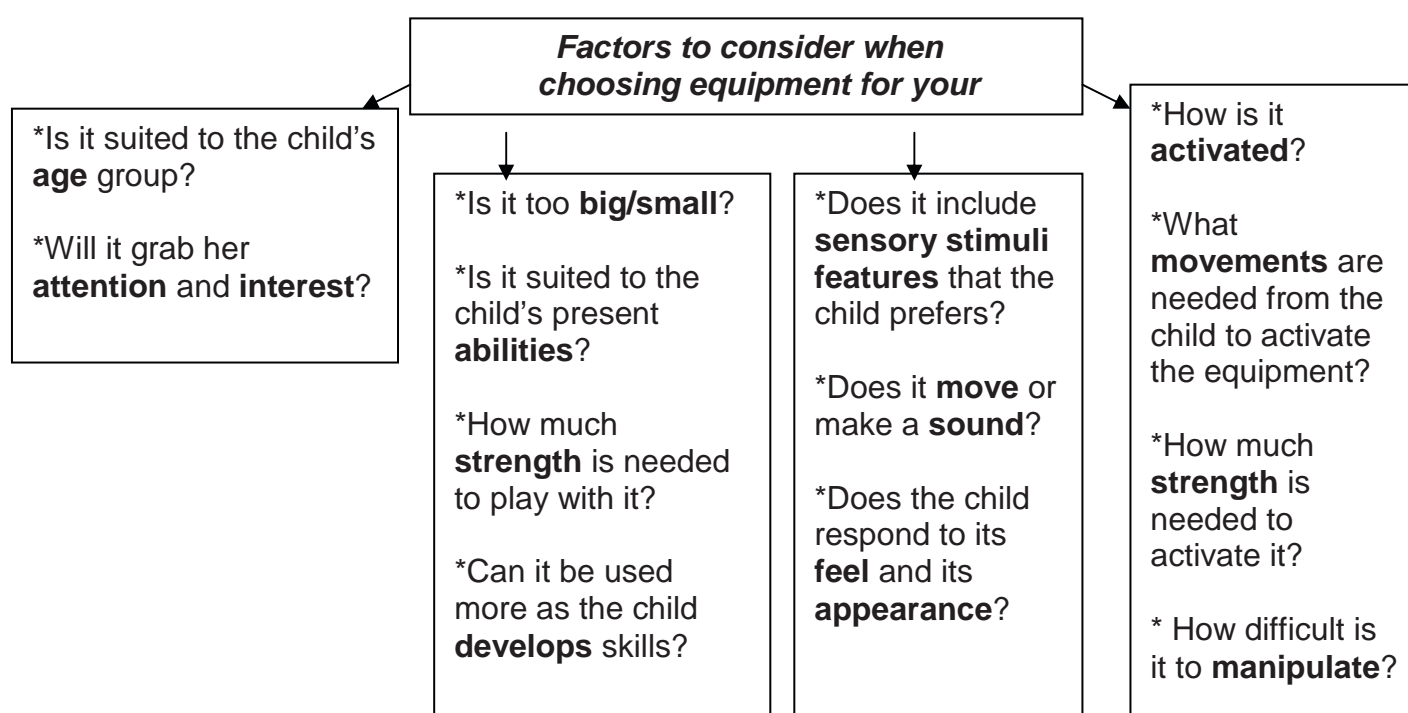 Factors to consider when
choosing equipment for your
*Is it suited to the child’s
age group?
*Will it grab her
attention and interest?
*Is it too big/small?
*Is it suited to the
child’s present
abilities?
*How much
strength is needed
to play with it?
*Can it be used
more as the child
develops skills?
*Does it include
sensory stimuli
features that the
child prefers?
*Does it move or
make a sound?
*Does the child
respond to its
feel and its
appearance?
*How is it
activated?
*What
movements are
needed from the
child to activate
the equipment?
*How much
strength is
needed to
activate it?
* How difficult is
it to manipulate?